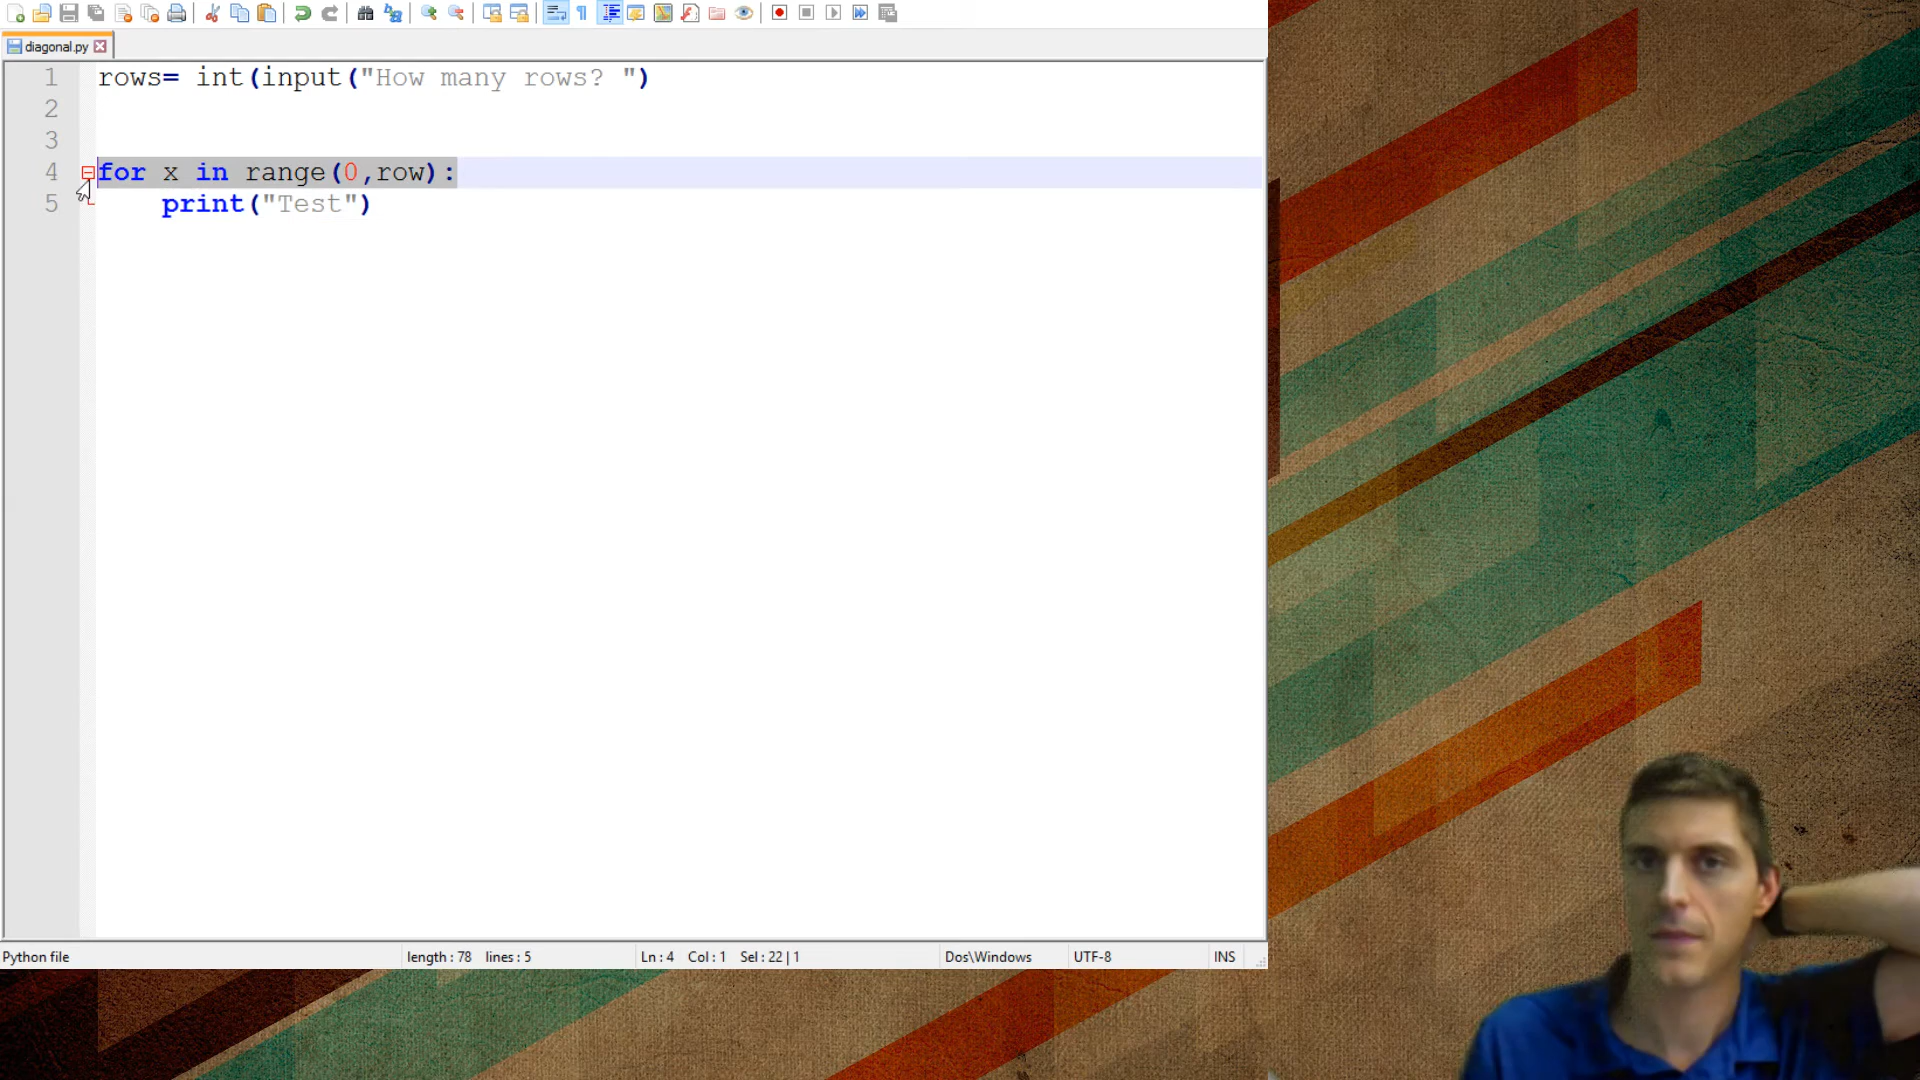 diagonal.py
1 rows= int(input("How many rows? ")
2
3
4 for x in range(0,row):
5 print("Test")
Python file length : 78 lines : 5 Ln : 4 Col : 1 Sel : 22 | 1 Dos\Windows UTF-8 INS